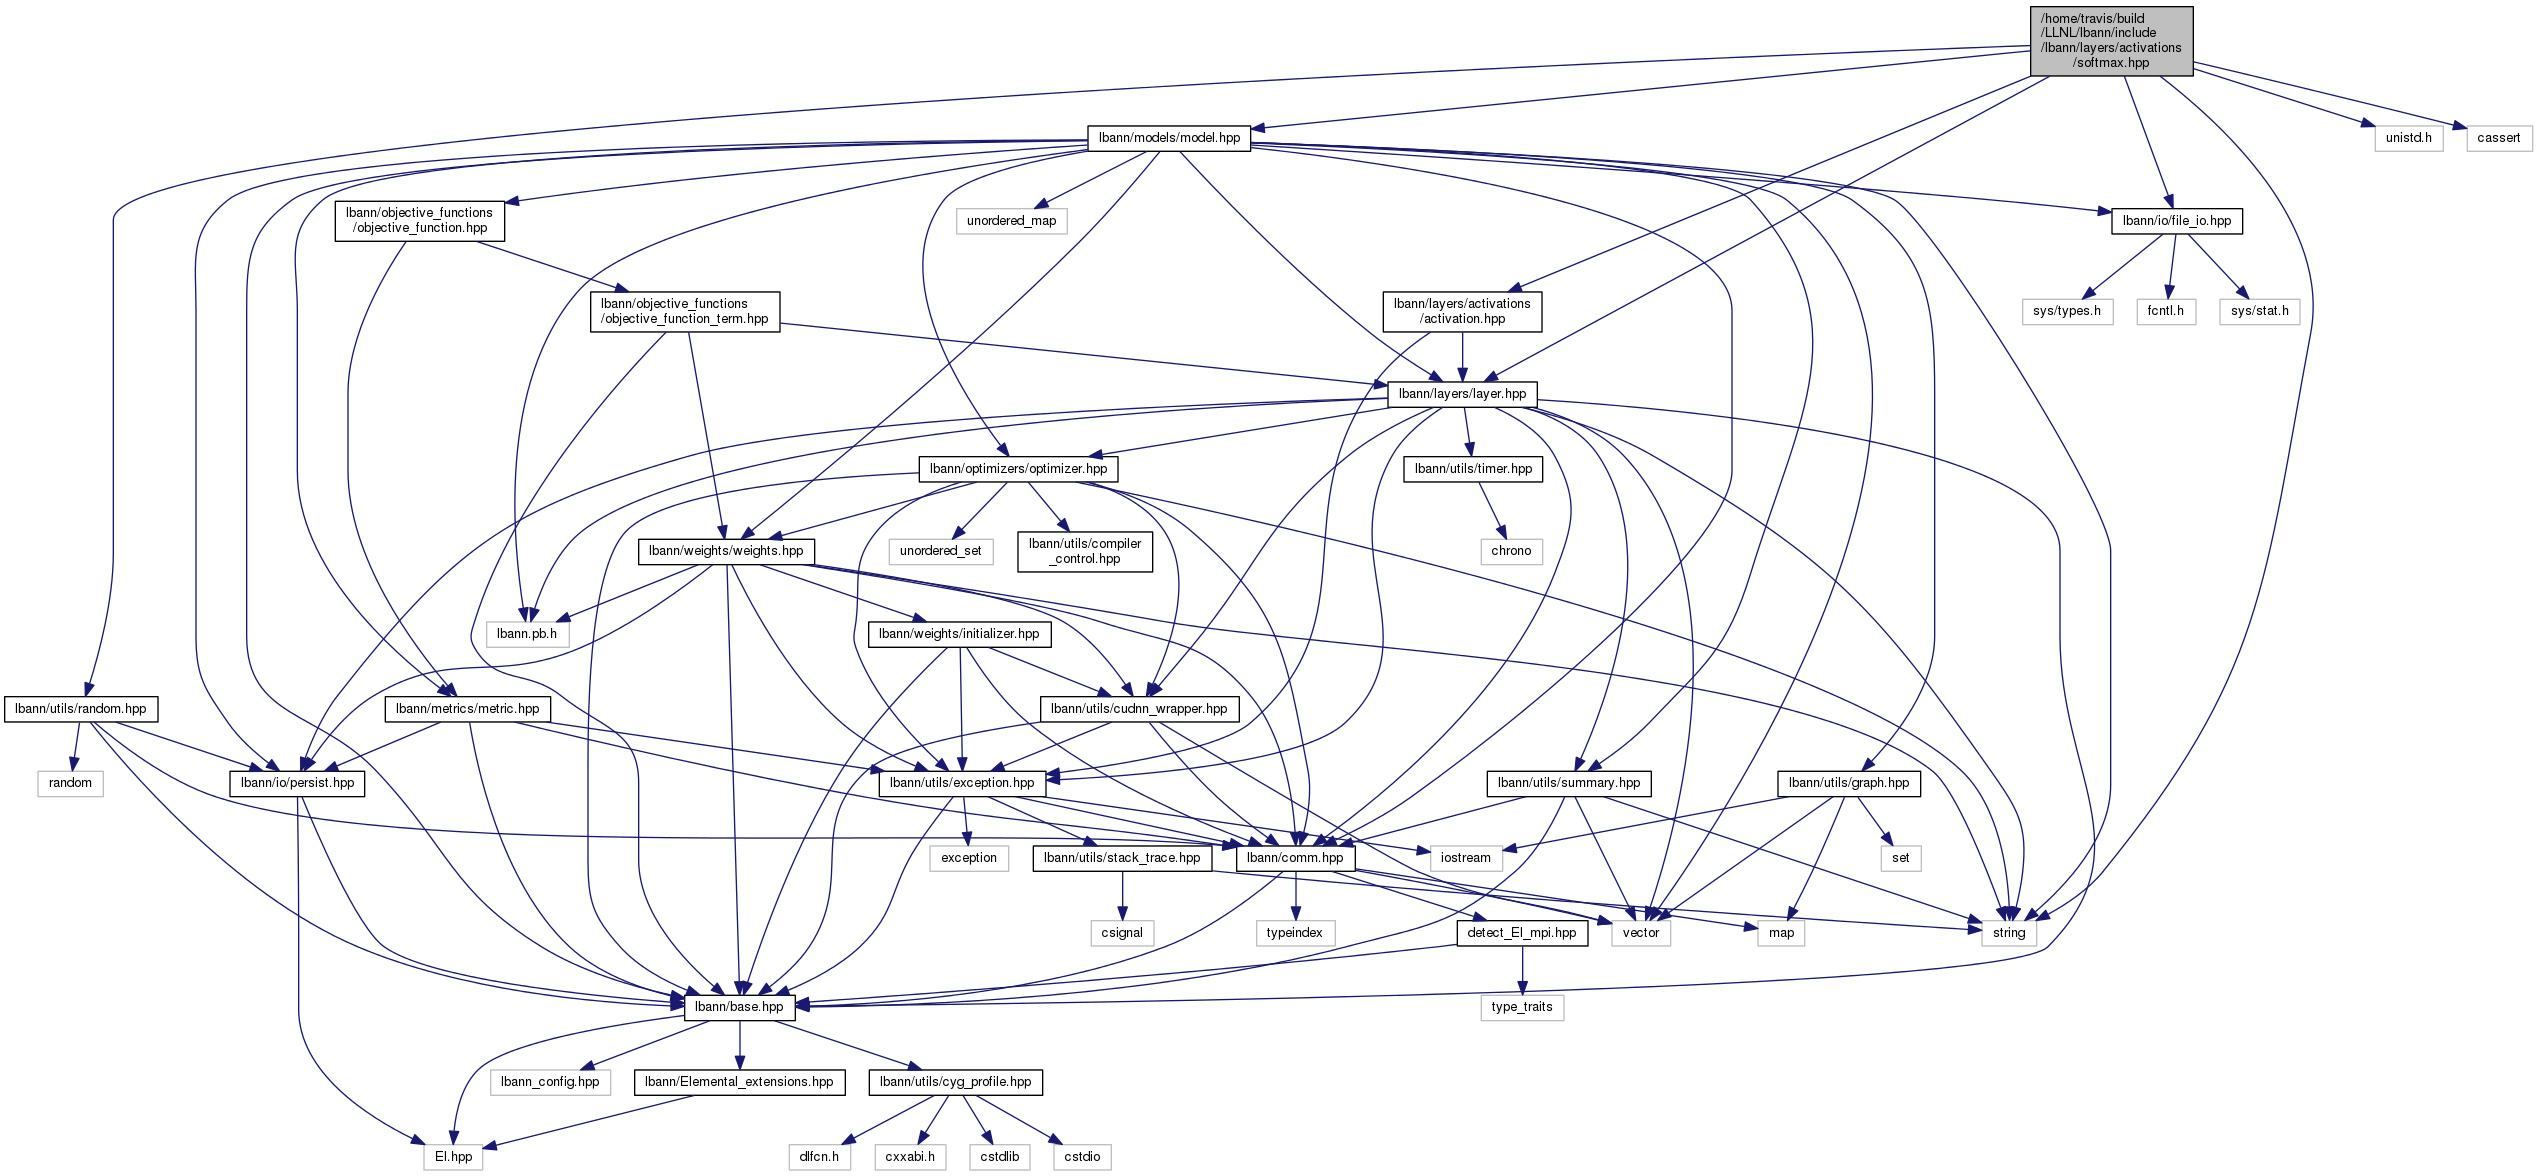 /home/travis/build
/LLNL/lbann/include
/lbann/layers/activations
/softmax.hpp
lbann/models/model.hpp
unistd.h
cassert
lbann/objective_functions
/objective_function.hpp
unordered_map
lbann/io/file_io.hpp
lbann/objective_functions
/objective_function_term.hpp
lbann/layers/activations
/activation.hpp
sys/types.h
fcntl.h
sys/stat.h
lbann/layers/layer.hpp
lbann/optimizers/optimizer.hpp
lbann/utils/timer.hpp
lbann/weights/weights.hpp
unordered_set
lbann/utils/compiler
_control.hpp
chrono
lbann.pb.h
lbann/weights/initializer.hpp
lbann/utils/random.hpp
lbann/metrics/metric.hpp
lbann/utils/cudnn_wrapper.hpp
random
lbann/io/persist.hpp
lbann/utils/exception.hpp
lbann/utils/summary.hpp
lbann/utils/graph.hpp
exception
lbann/utils/stack_trace.hpp
lbann/comm.hpp
iostream
set
csignal
typeindex
detect_El_mpi.hpp
vector
map
string
lbann/base.hpp
type_traits
lbann_config.hpp
lbann/Elemental_extensions.hpp
lbann/utils/cyg_profile.hpp
El.hpp
dlfcn.h
cxxabi.h
cstdlib
cstdio